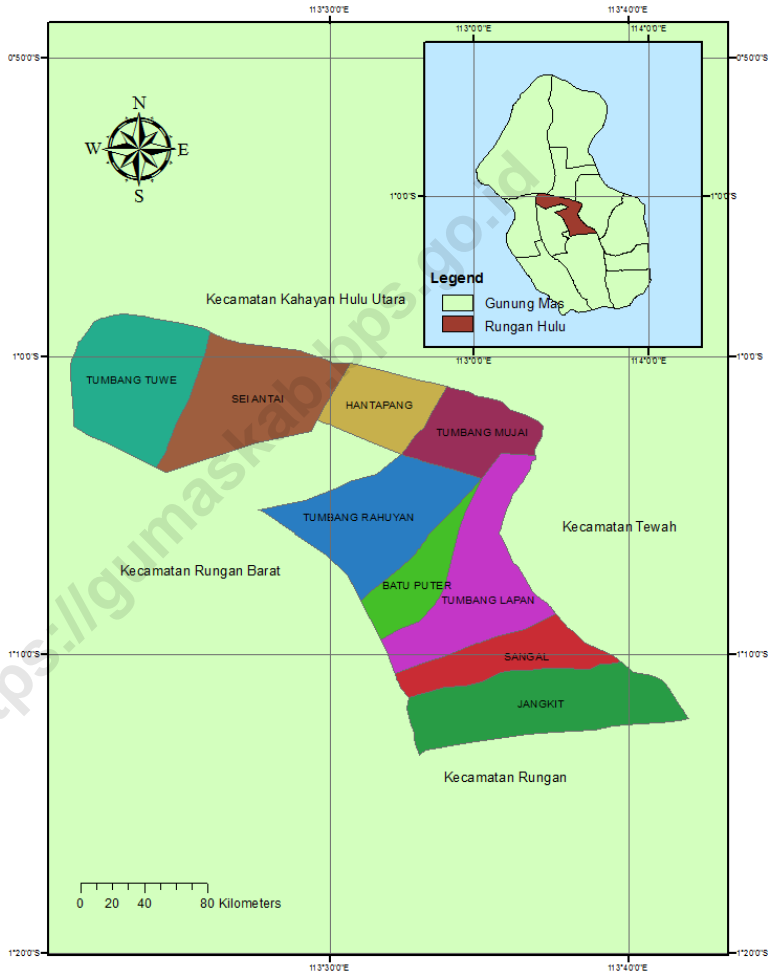 113°30'0"E
113°40'0"E
113°0'0"E
114°0'0"E
0°50'0"S
0°50'0"S
N
W
E
S
1°0'0"S
1°0'0"S
Legend
Gunung Mas
Rungan Hulu
Kecamatan Kahayan Hulu Utara
1°0'0"S
113°0'0"E
114°0'0"E
1°0'0"S
TUMBANG TUWE
SEI ANTAI
HANTAPANG
TUMBANG MUJAI
TUMBANG RAHUYAN
Kecamatan Tewah
Kecamatan Rungan Barat
BATU PUTER
TUMBANG LAPAN
1°10'0"S
SANGAL
1°10'0"S
JANGKIT
Kecamatan Rungan
0 20 40 80 Kilometers
1°20'0"S
1°20'0"S
113°30'0"E
113°40'0"E
tps://gumaskab.bps.go.id